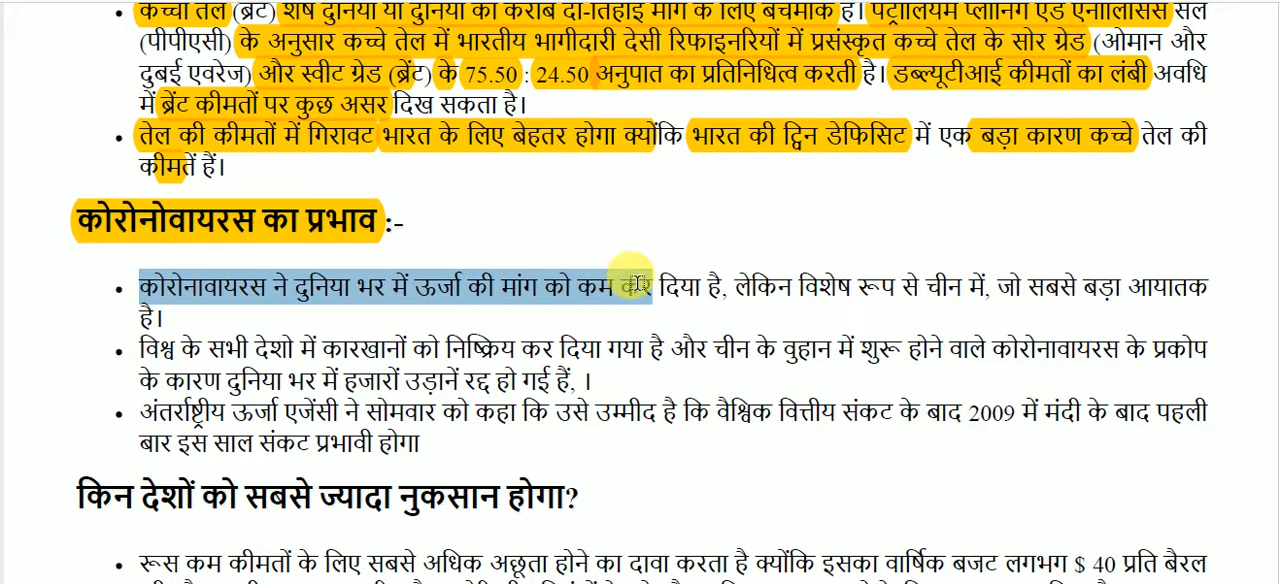 कच्चा तेल (ब्रेंट) शेष दुनिया या दुनिया की करीब दो-तिहाई मांग के लिए बेंचमार्क है। पेट्रोलियम प्लानिंग एंड एनालिसिस सेल
(पीपीएसी) के अनुसार कच्चे तेल में भारतीय भागीदारी देसी रिफाइनरियों में प्रसंस्कृत कच्चे तेल के सोर ग्रेड (ओमान और
दुबई एवरेज) और स्वीट ग्रेड (ब्रेंट) के 75.50 : 24.50 अनुपात का प्रतिनिधित्व करती है। डब्ल्यूटीआई कीमतों का लंबी अवधि
में ब्रेंट कीमतों पर कुछ असर दिख सकता है।
• तेल की कीमतों में गिरावट भारत के लिए बेहतर होगा क्योंकि भारत की ट्विन डेफिसिट में एक बड़ा कारण कच्चे तेल की
कीमतें हैं।
कोरोनोवायरस का प्रभाव :-
• कोरोनावायरस ने दुनिया भर में ऊर्जा की मांग को कम कर दिया है, लेकिन विशेष रूप से चीन में, जो सबसे बड़ा आयातक
है।
• विश्व के सभी देशो में कारखानों को निष्क्रिय कर दिया गया है और चीन के वुहान में शुरू होने वाले कोरोनावायरस के प्रकोप
के कारण दुनिया भर में हजारों उड़ानें रद्द हो गई हैं, ।
• अंतर्राष्ट्रीय ऊर्जा एजेंसी ने सोमवार को कहा कि उसे उम्मीद है कि वैश्विक वित्तीय संकट के बाद 2009 में मंदी के बाद पहली
बार इस साल संकट प्रभावी होगा
किन देशों को सबसे ज्यादा नुकसान होगा?
• रूस कम कीमतों के लिए सबसे अधिक अछूता होने का दावा करता है क्योंकि इसका वार्षिक बजट लगभग $ 40 प्रति बैरल